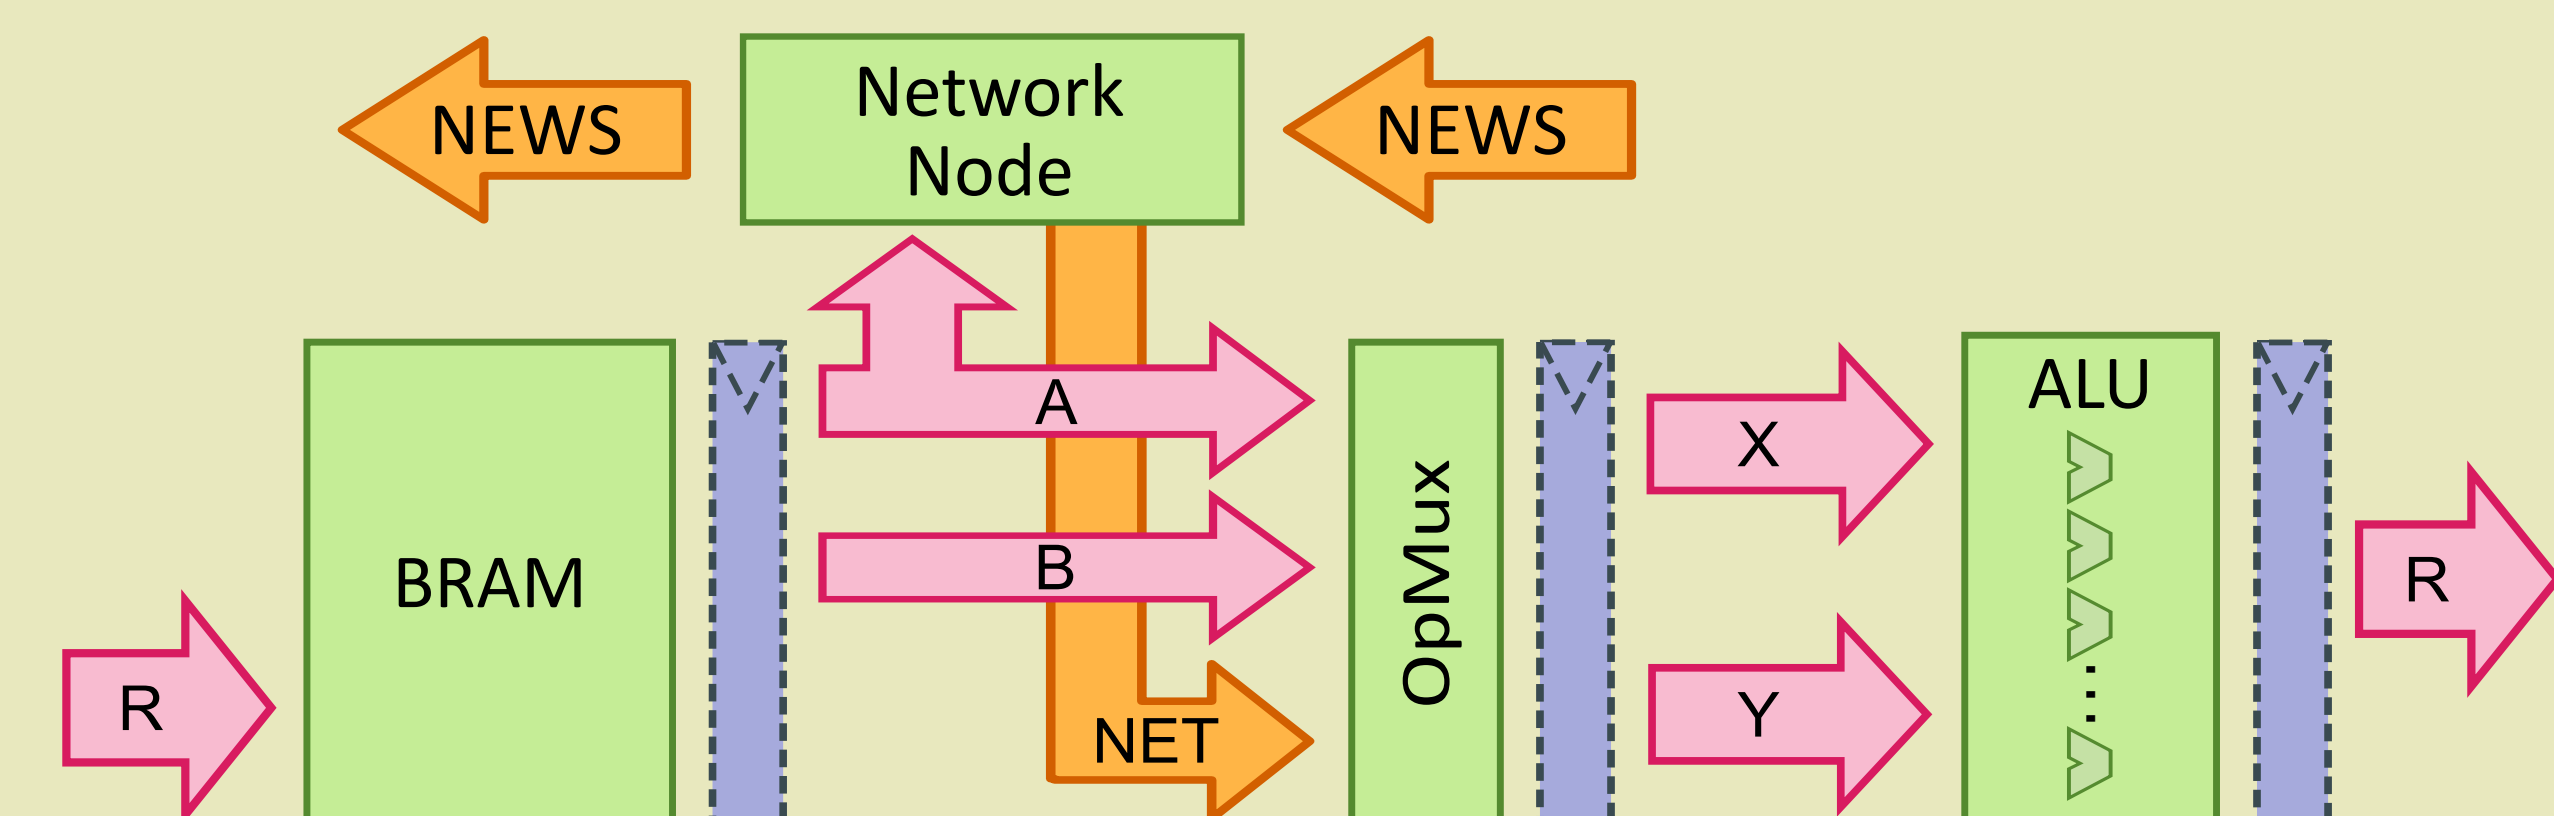 NEWS
Network
Node
NEWS
A
ALU
X
B
OpMux
BRAM
R
R
Y
NET